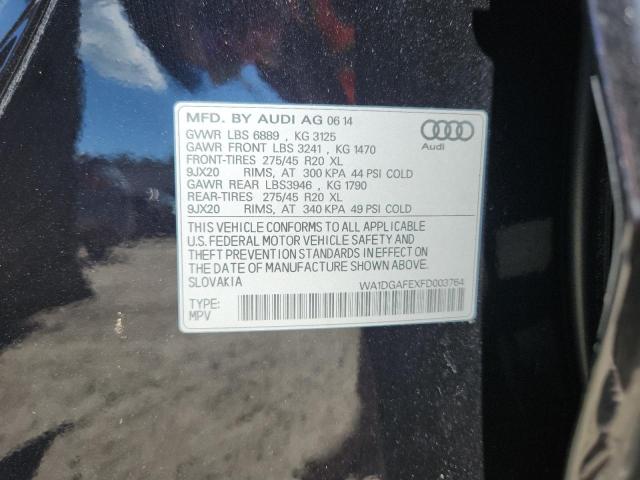 MFD. BY AUDI AG 06 14
GVWR LBS 6889 , KG 3125
GAWR FRONT LBS 3241 , KG 1470
FRONT-TIRES 275/45 R20 XL
9JX20 RIMS, AT 300 KPA 44 PSI COLD
GAWR REAR LBS3946 , KG 1790
REAR-TIRES 275/45 R20 XL
9JX20 RIMS, AT 340 KPA 49 PSI COLD
Audi
THIS VEHICLE CONFORMS TO ALL APPLICABLE
U.S. FEDERAL MOTOR VEHICLE SAFETY AND
THEFT PREVENTION STANDARDS IN EFFECT ON
THE DATE OF MANUFACTURE SHOWN ABOVE.
SLOVAKIA
WA1DGAFEXFD003764
TYPE:
MPV